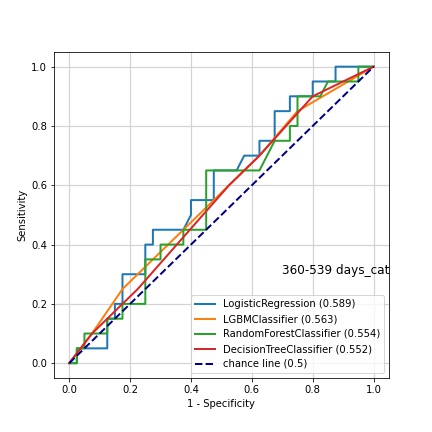 1.0
0.8
0.6
0.4
0.2
0.0
Sensitivity
360-539 days_cat
LogisticRegression (0.589)
LGBMClassifier (0.563)
RandomForestClassifier (0.554)
DecisionTreeClassifier (0.552)
chance line (0.5)
0.0 0.2 0.4 0.6 0.8 1.0
1 - Specificity